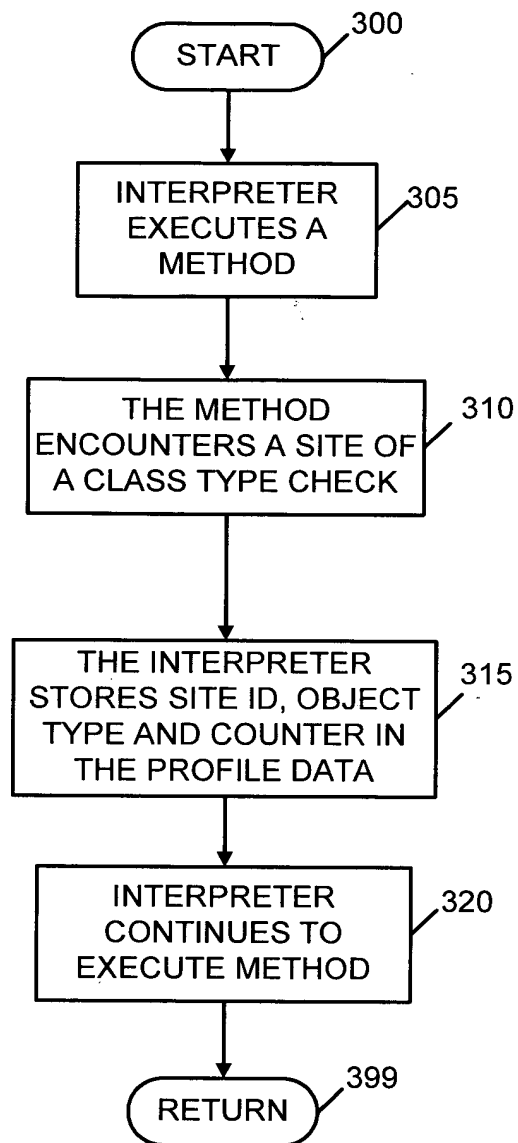 START
300
INTERPRETER
EXECUTES A
METHOD
305
THE METHOD
ENCOUNTERS A SITE OF
A CLASS TYPE CHECK
310
THE INTERPRETER
STORES SITE ID, OBJECT
TYPE AND COUNTER IN
THE PROFILE DATA
315
INTERPRETER
CONTINUES TO
EXECUTE METHOD
320
RETURN
399